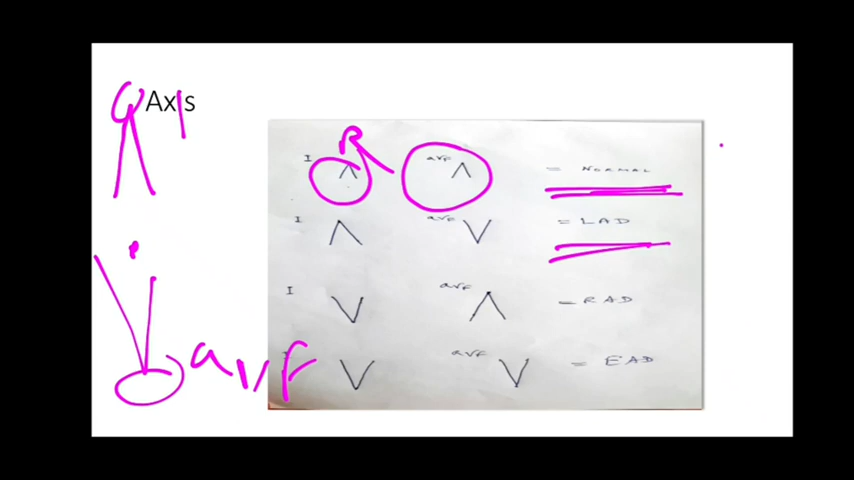 Axis
R
I aVF = NORMAL
I aVF = LAD
I aVF = RAD
aVF = EAD
I
aVF